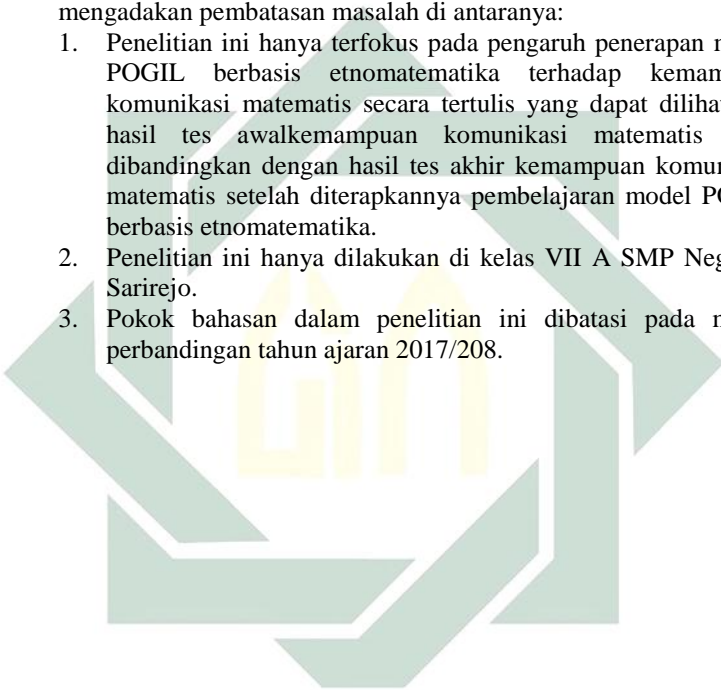 mengadakan pembatasan masalah di antaranya:
1. Penelitian ini hanya terfokus pada pengaruh penerapan
POGIL berbasis etnomatematika terhadap
komunikasi matematis secara tertulis yang dapat
hasil tes awalkemampuan komunikasi matematis
dibandingkan dengan hasil tes akhir kemampuan
matematis setelah diterapkannya pembelajaran model
berbasis etnomatematika.
2. Penelitian ini hanya dilakukan di kelas VII A SMP
Sarirejo.
3. Pokok bahasan dalam penelitian ini dibatasi pada
perbandingan tahun ajaran 2017/208.